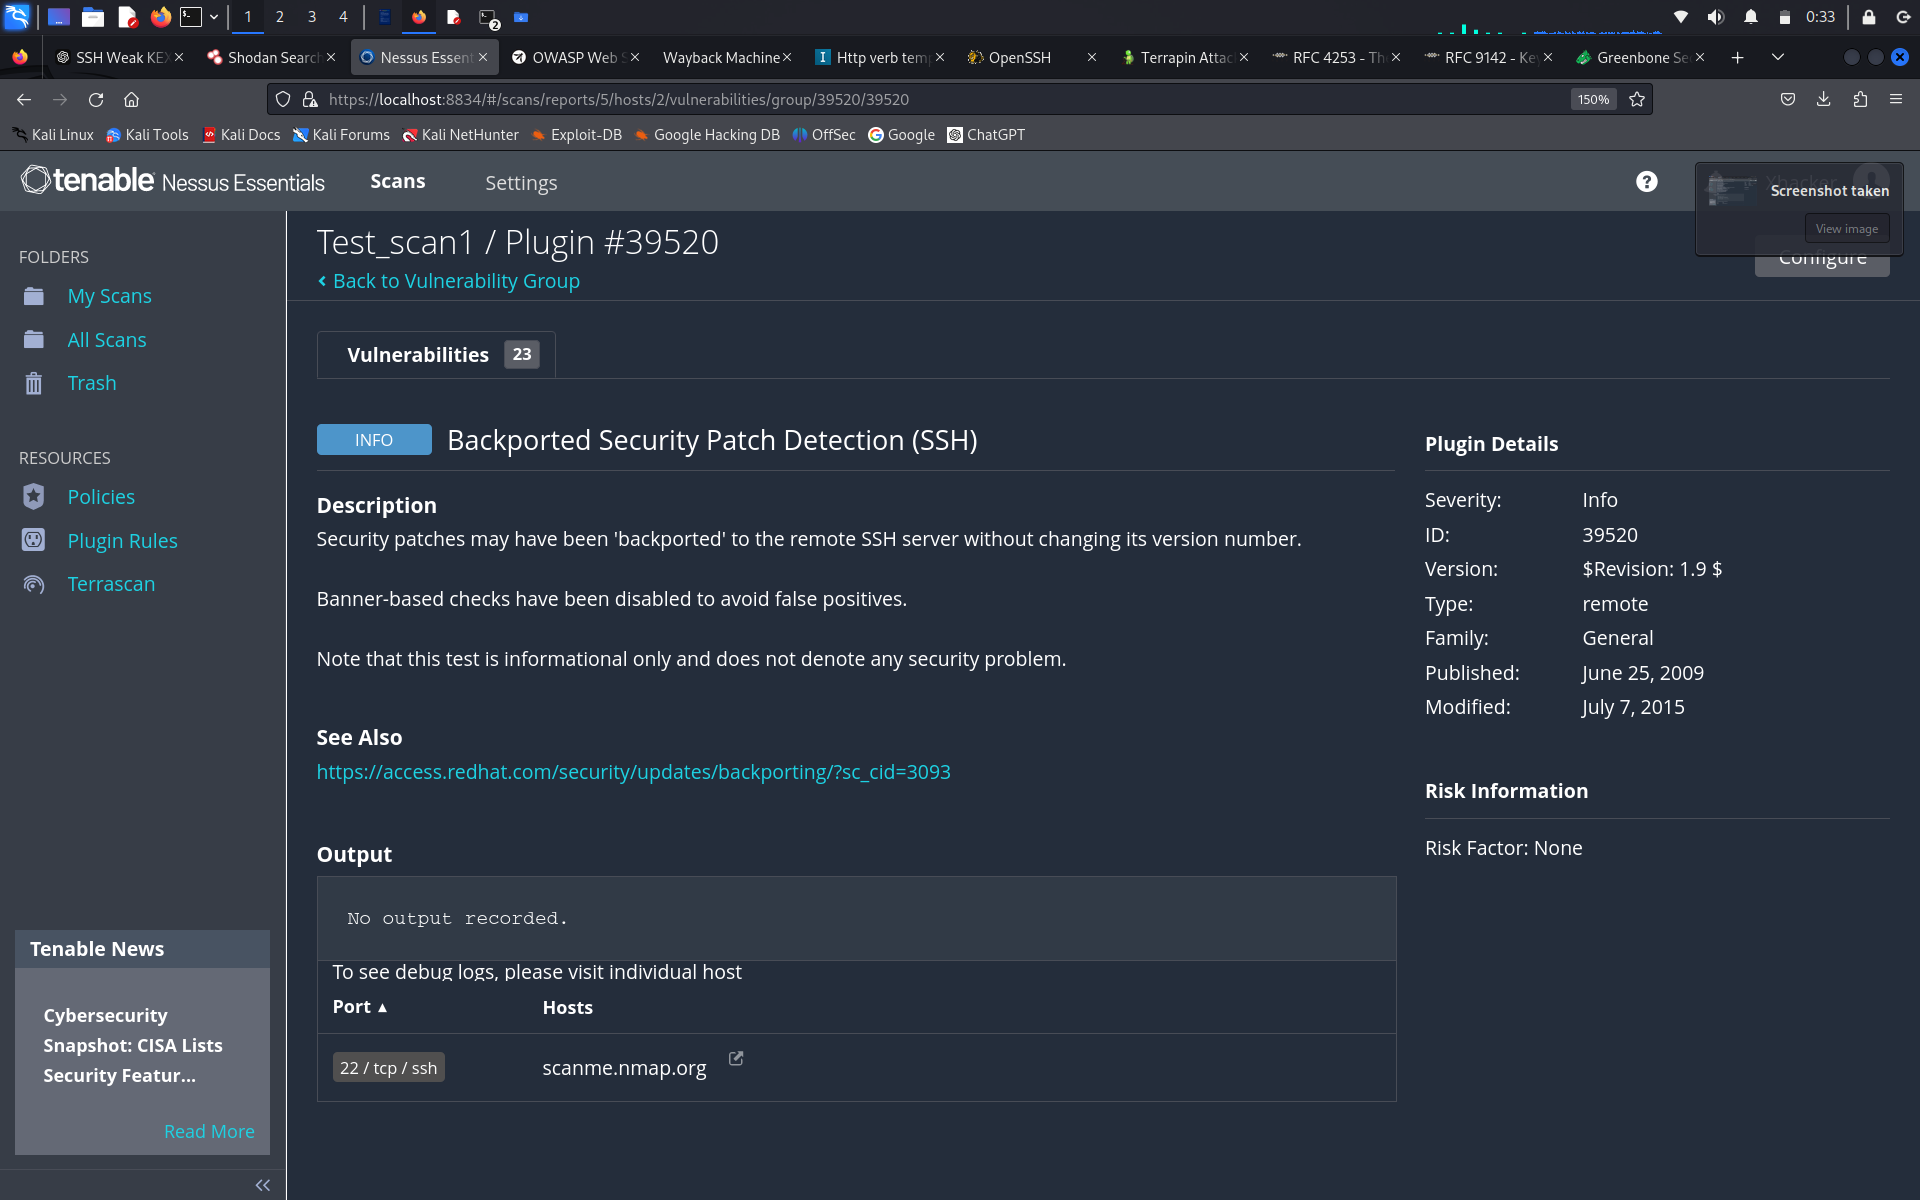 1
2
3
4
2
0:33
SSH Weak KEX
Shodan Search
Nessus Essent
OWASP Web S
Wayback Machine
Http verb tem
OpenSSH
Terrapin Attac
RFC 4253 - Th
RFC 9142 - Key
Greenbone Se
https://localhost:8834/#/scans/reports/5/hosts/2/vulnerabilities/group/39520/39520
150%
Kali Linux
Kali Tools
Kali Docs
Kali Forums
Kali NetHunter
Exploit-DB
Google Hacking DB
OffSec
Google
ChatGPT
tenable Nessus Essentials
Scans
Settings
Screenshot taken
View image
Configure
FOLDERS
My Scans
All Scans
Trash
RESOURCES
Policies
Plugin Rules
Terrascan
Tenable News
Cybersecurity
Snapshot: CISA Lists
Security Featur...
Read More
Test_scan1 / Plugin #39520
Back to Vulnerability Group
Vulnerabilities 23
INFO Backported Security Patch Detection (SSH)
Description
Security patches may have been 'backported' to the remote SSH server without changing its version number.
Banner-based checks have been disabled to avoid false positives.
Note that this test is informational only and does not denote any security problem.
See Also
https://access.redhat.com/security/updates/backporting/?sc_cid=3093
Output
No output recorded.
To see debug logs, please visit individual host
Port ▲ Hosts
22 / tcp / ssh scanme.nmap.org
Plugin Details
Severity: Info
ID: 39520
Version: $Revision: 1.9 $
Type: remote
Family: General
Published: June 25, 2009
Modified: July 7, 2015
Risk Information
Risk Factor: None